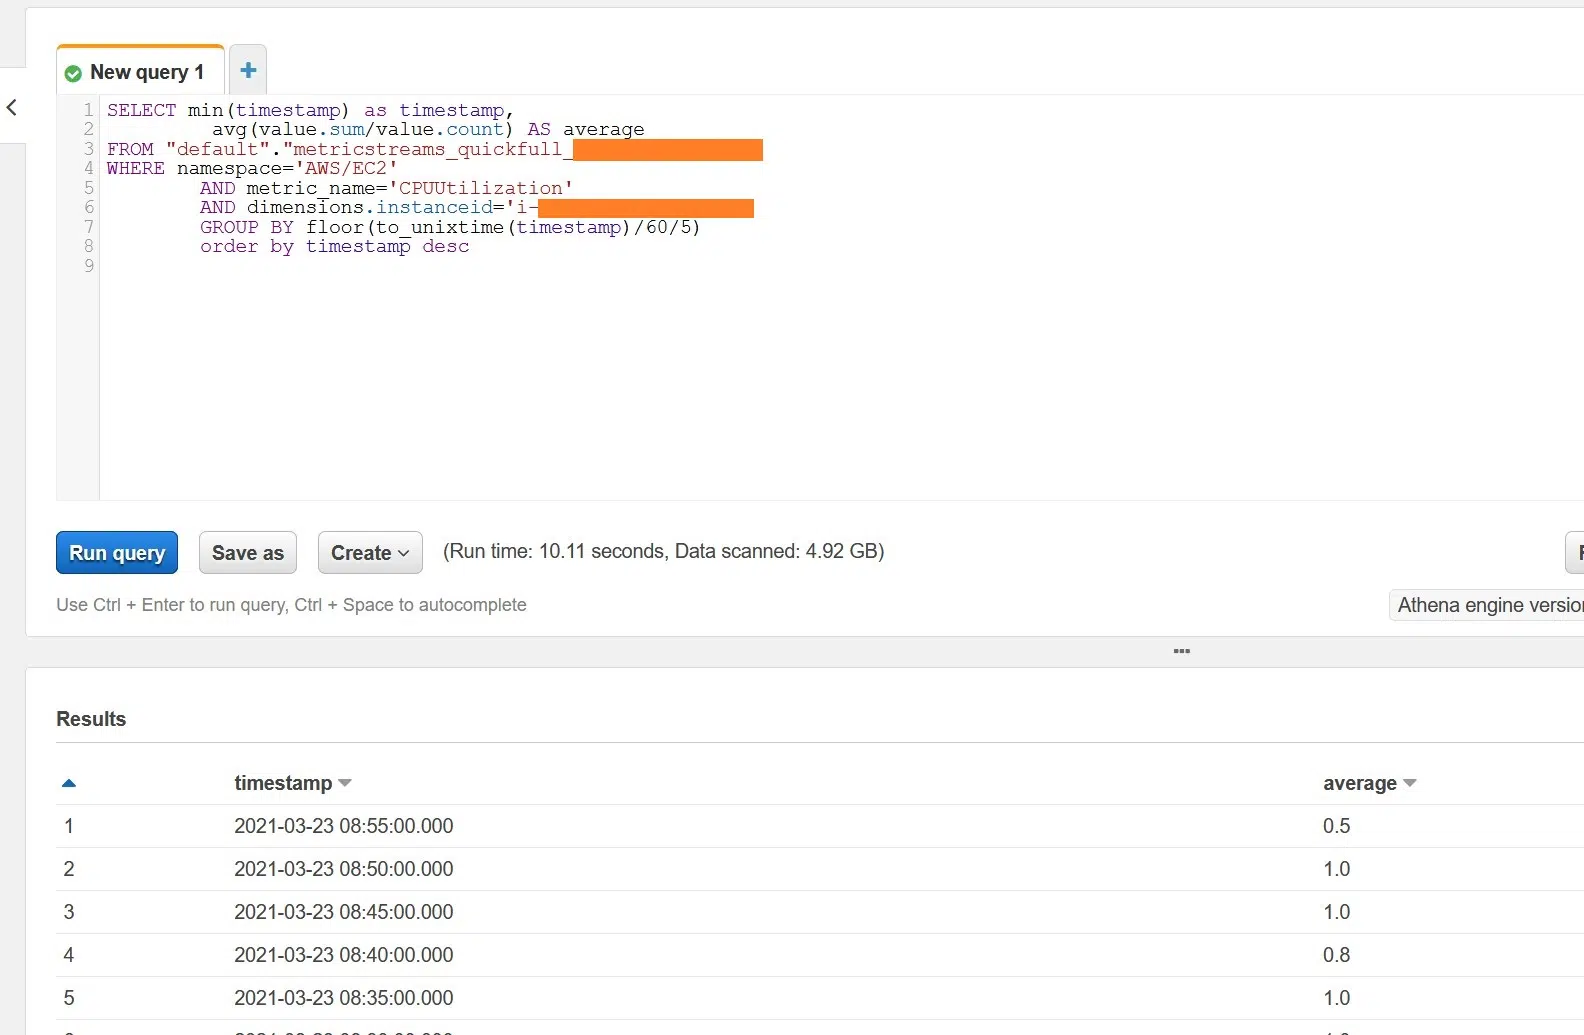 New query 1
+
1 SELECT min(timestamp) as timestamp,
2 avg(value.sum/value.count) AS average
3 FROM "default"."metricstreams_quickfull_
4 WHERE namespace='AWS/EC2'
5 AND metric_name='CPUUtilization'
6 AND dimensions.instanceid='i-
7 GROUP BY floor(to_unixtime(timestamp)/60/5)
8 order by timestamp desc
9
Run query Save as Create (Run time: 10.11 seconds, Data scanned: 4.92 GB)
Use Ctrl + Enter to run query, Ctrl + Space to autocomplete
Athena engine versio
Results
timestamp average
1 2021-03-23 08:55:00.000 0.5
2 2021-03-23 08:50:00.000 1.0
3 2021-03-23 08:45:00.000 1.0
4 2021-03-23 08:40:00.000 0.8
5 2021-03-23 08:35:00.000 1.0